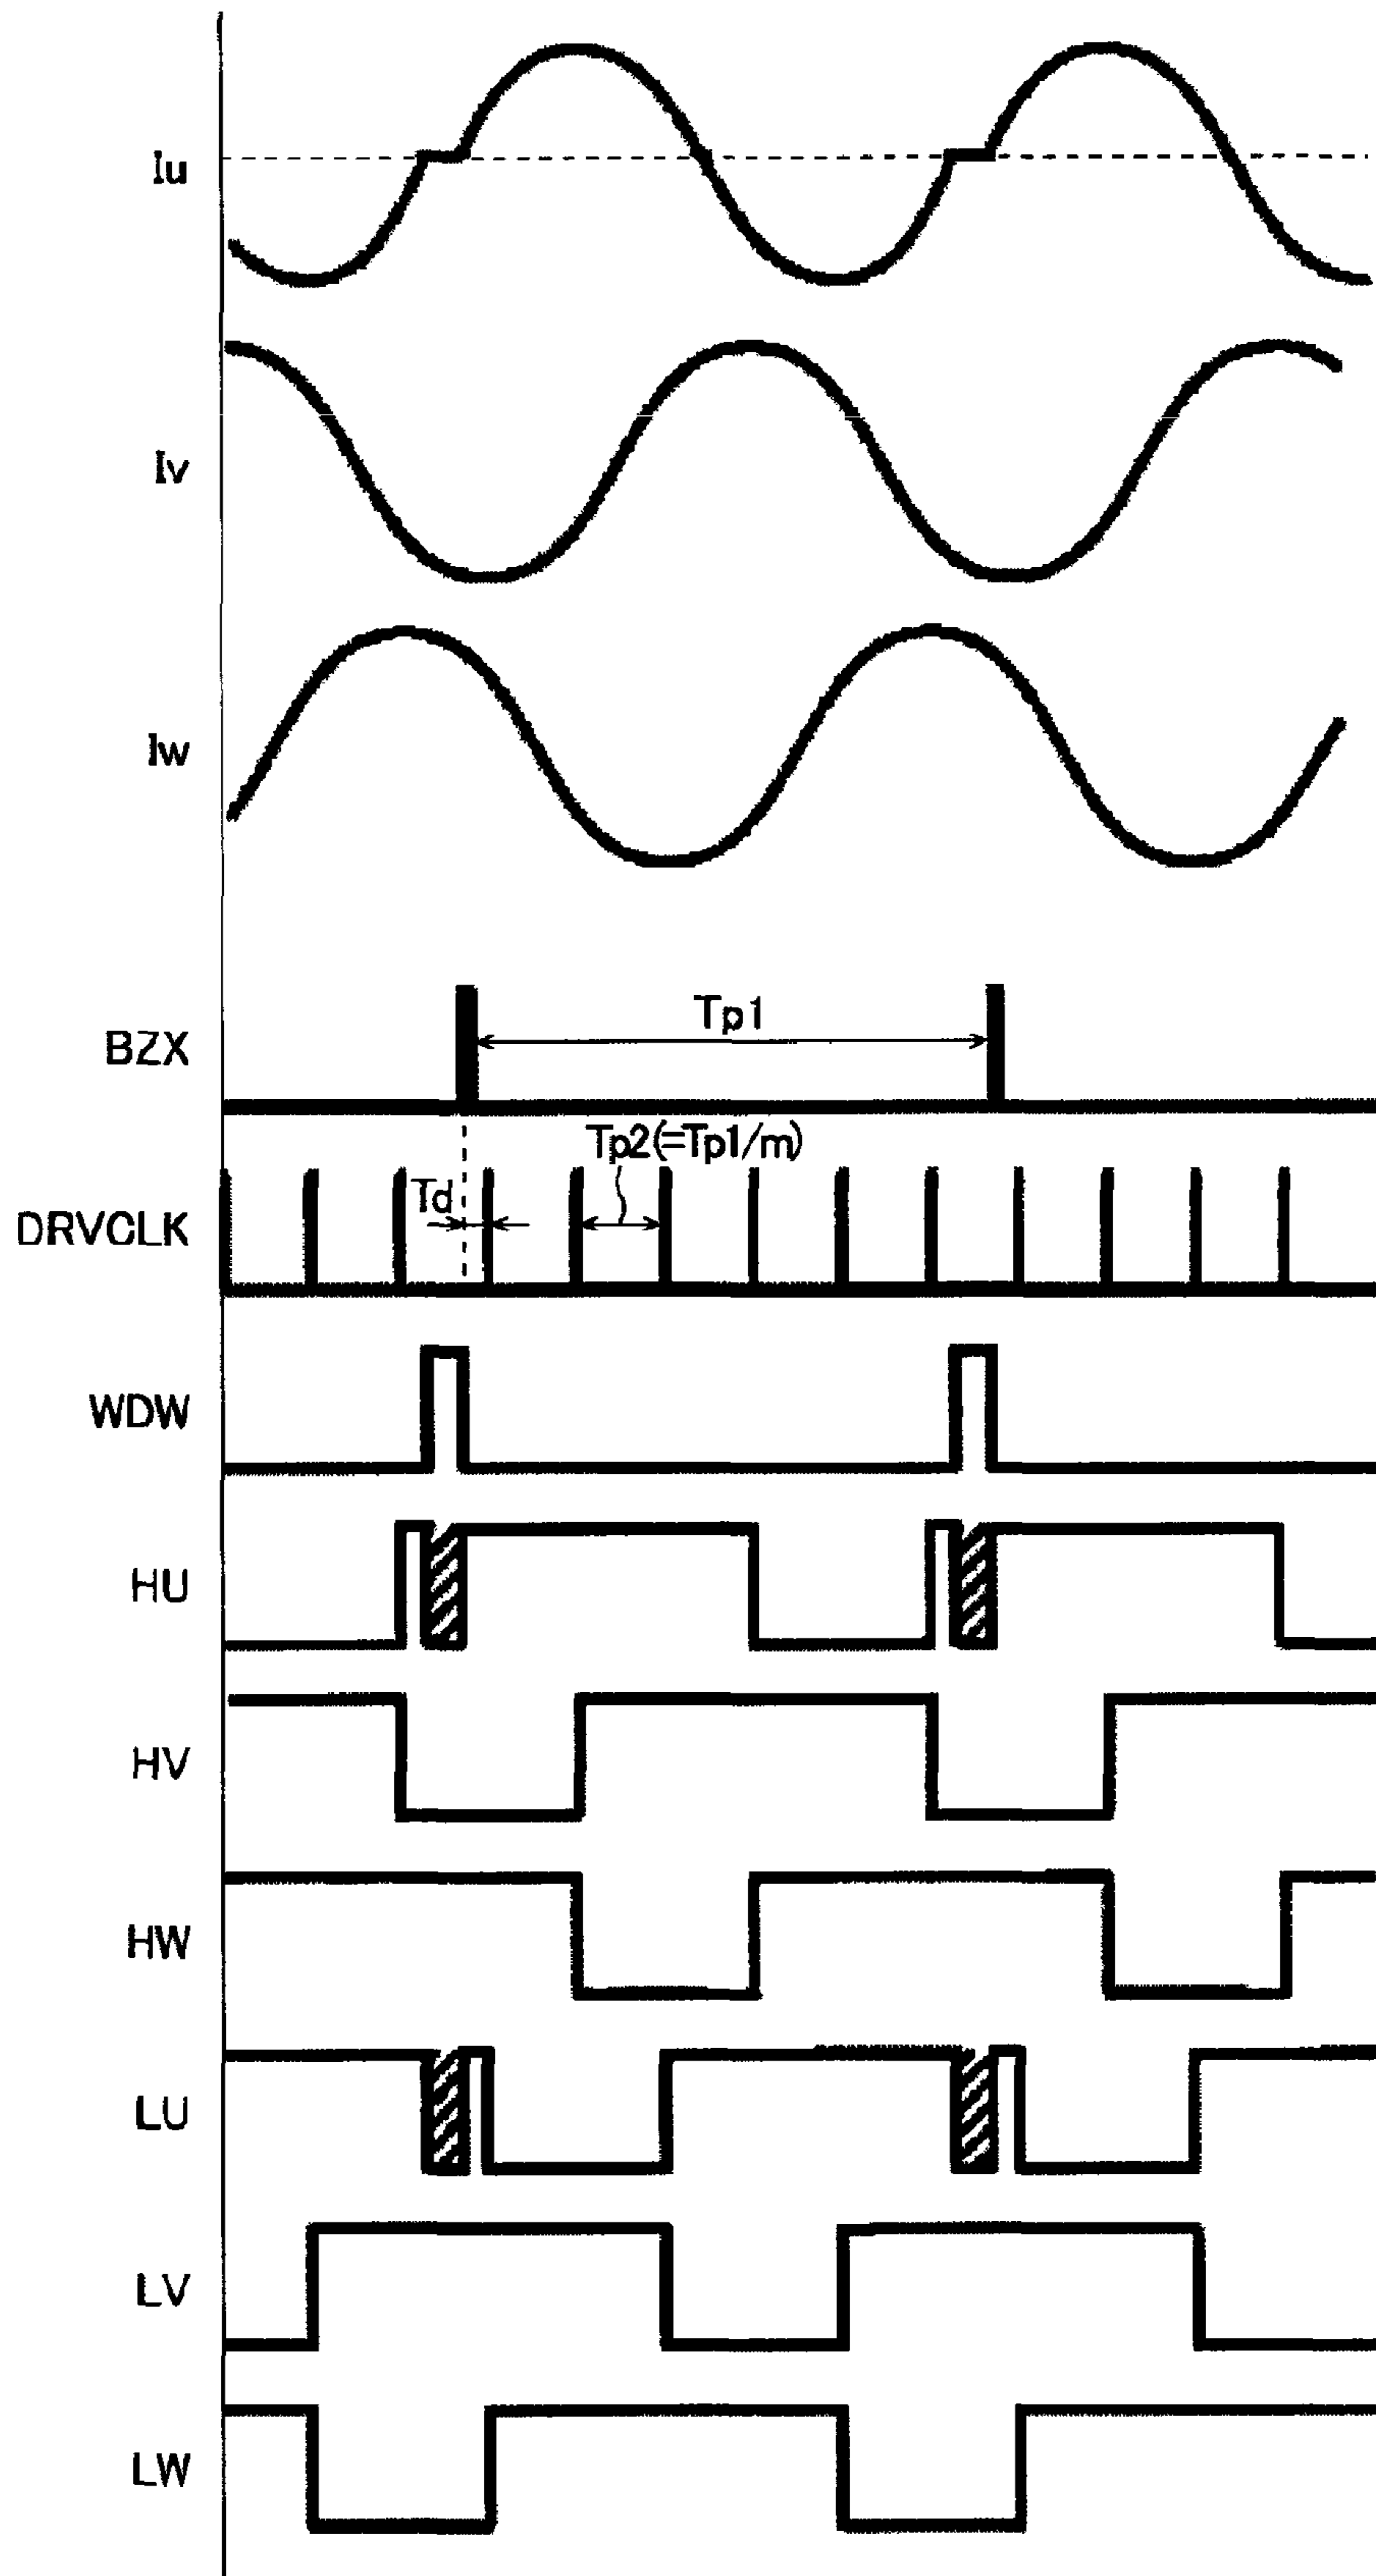 Iu
Iv
Iw
BZX
Tp1
Tp2(=Tp1/m)
Td
DRVCLK
WDW
HU
HV
HW
LU
LV
LW